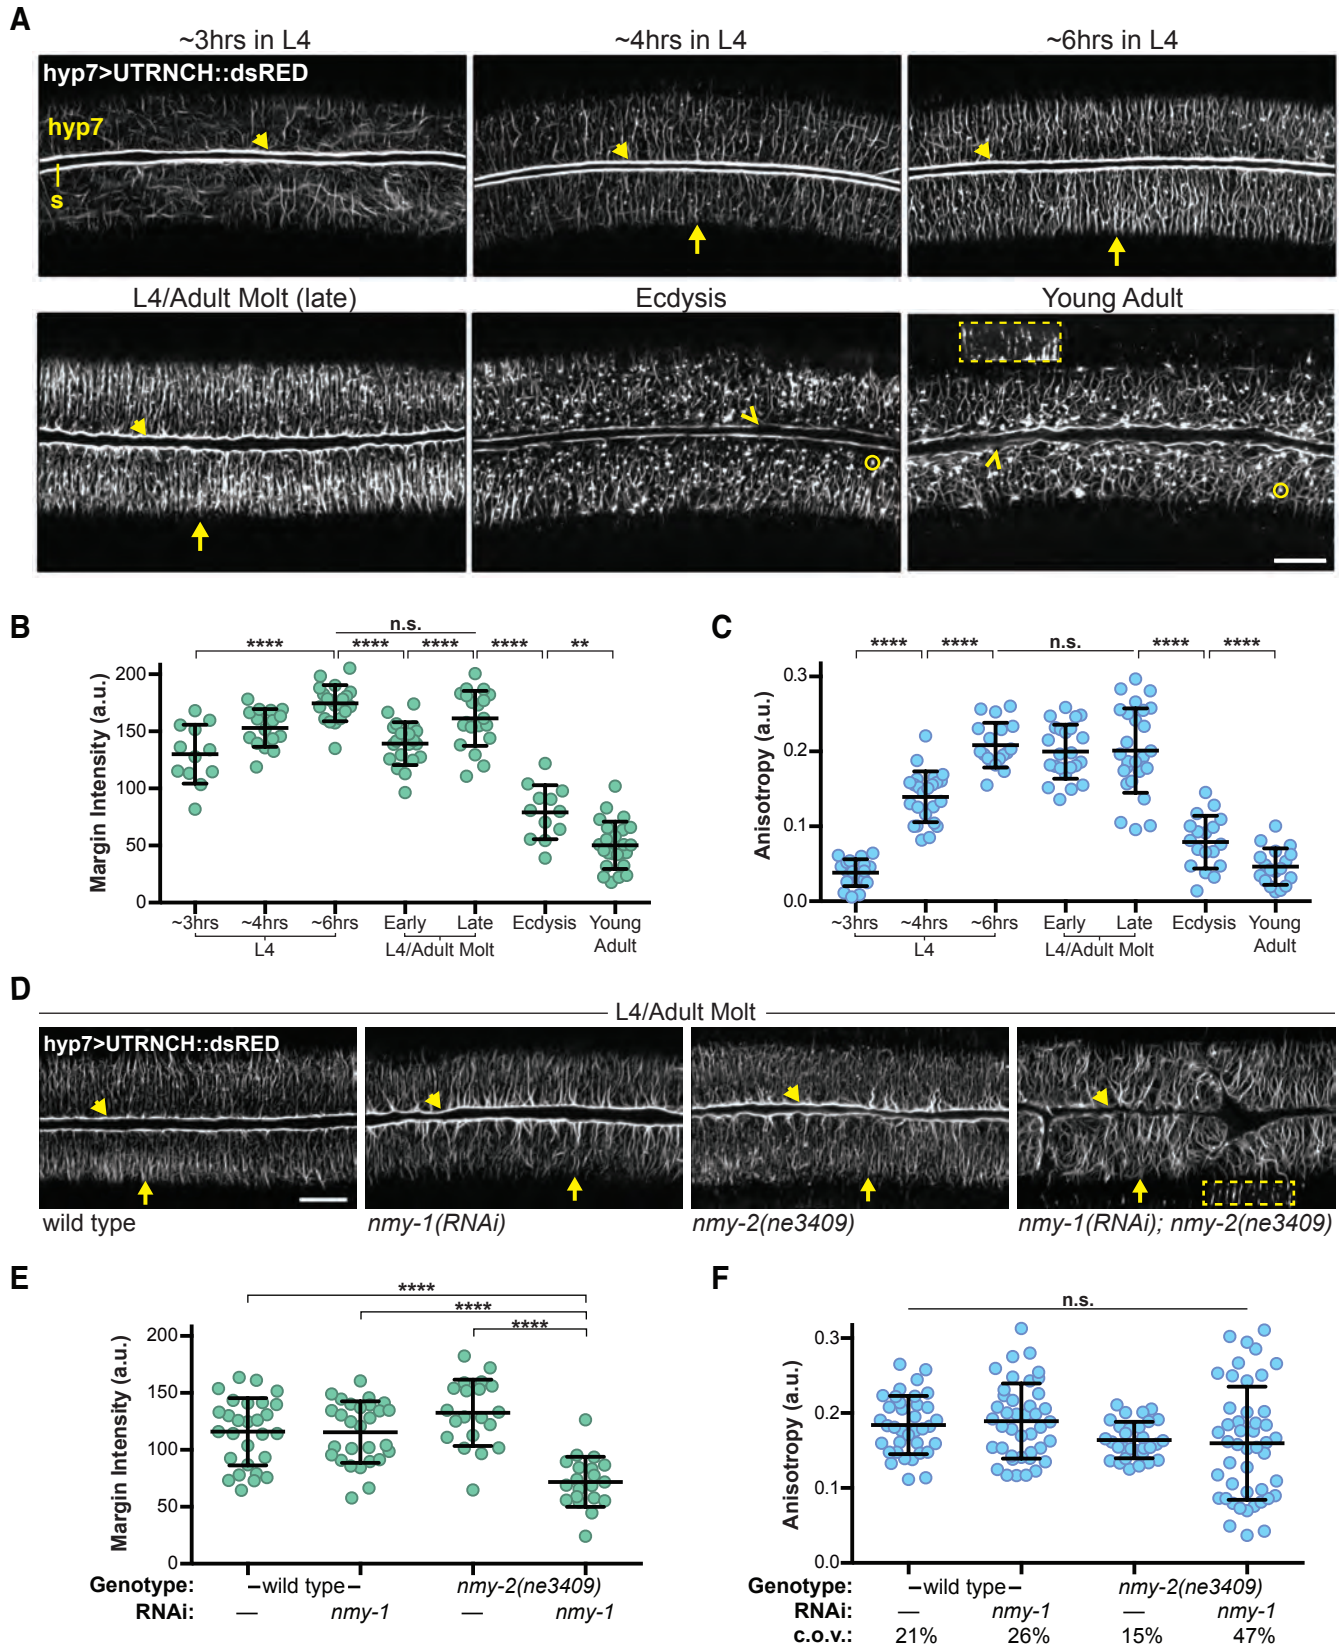 A
~3hrs in L4 ~4hrs in L4 ~6hrs in L4
hyp7>UTRNCH::dsRED
hyp7
s
L4/Adult Molt (late) Ecdysis Young Adult
B
n.s.
**** **** **** **** **
Margin Intensity (a.u.)
200
150
100
50
0
~3hrs ~4hrs ~6hrs Early Late Ecdysis Young Adult
L4 L4/Adult Molt
C
**** **** n.s. **** ****
Anisotropy (a.u.)
0.3
0.2
0.1
0.0
~3hrs ~4hrs ~6hrs Early Late Ecdysis Young Adult
L4 L4/Adult Molt
D
L4/Adult Molt
hyp7>UTRNCH::dsRED
wild type nmy-1(RNAi) nmy-2(ne3409) nmy-1(RNAi); nmy-2(ne3409)
E
****
****
****
Margin Intensity (a.u.)
200
150
100
50
0
Genotype: wild type nmy-2(ne3409)
RNAi: — nmy-1 — nmy-1
F
n.s.
Anisotropy (a.u.)
0.3
0.2
0.1
0.0
Genotype: wild type nmy-2(ne3409)
RNAi: — nmy-1 — nmy-1
c.o.v.: 21% 26% 15% 47%